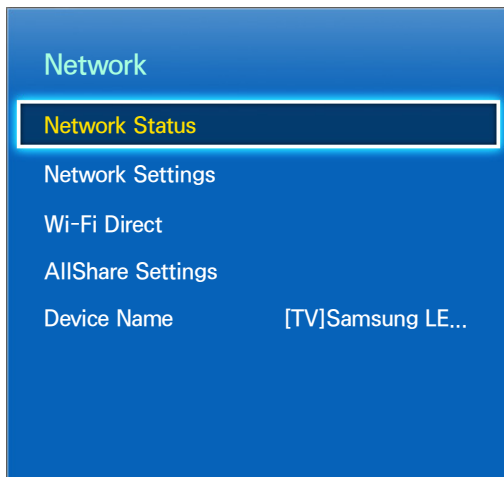 Network
Network Status
Network Settings
Wi-Fi Direct
AllShare Settings
Device Name [TV]Samsung LE...